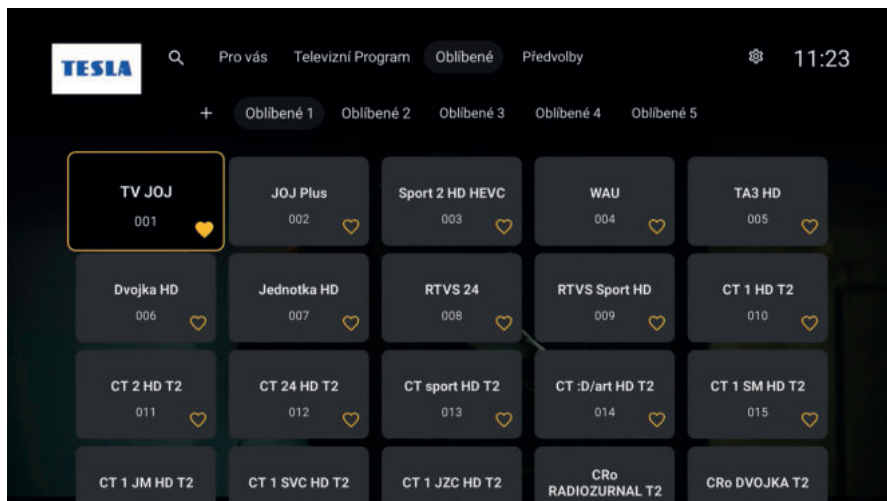 TESLA
Pro vás Televizní Program Oblíbené Předvolby
11:23
+ Oblíbené 1 Oblíbené 2 Oblíbené 3 Oblíbené 4 Oblíbené 5
TV JOJ
001
JOJ Plus
002
Sport 2 HD HEVC
003
WAU
004
TA3 HD
005
Dvojka HD
006
Jednotka HD
007
RTVS 24
008
RTVS Sport HD
009
CT 1 HD T2
010
CT 2 HD T2
011
CT 24 HD T2
012
CT sport HD T2
013
CT :D/art HD T2
014
CT 1 SM HD T2
015
CT 1 JM HD T2
CT 1 SVC HD T2
CT 1 JZC HD T2
CRo
RADIOZURNAL T2
CRo DVOJKA T2